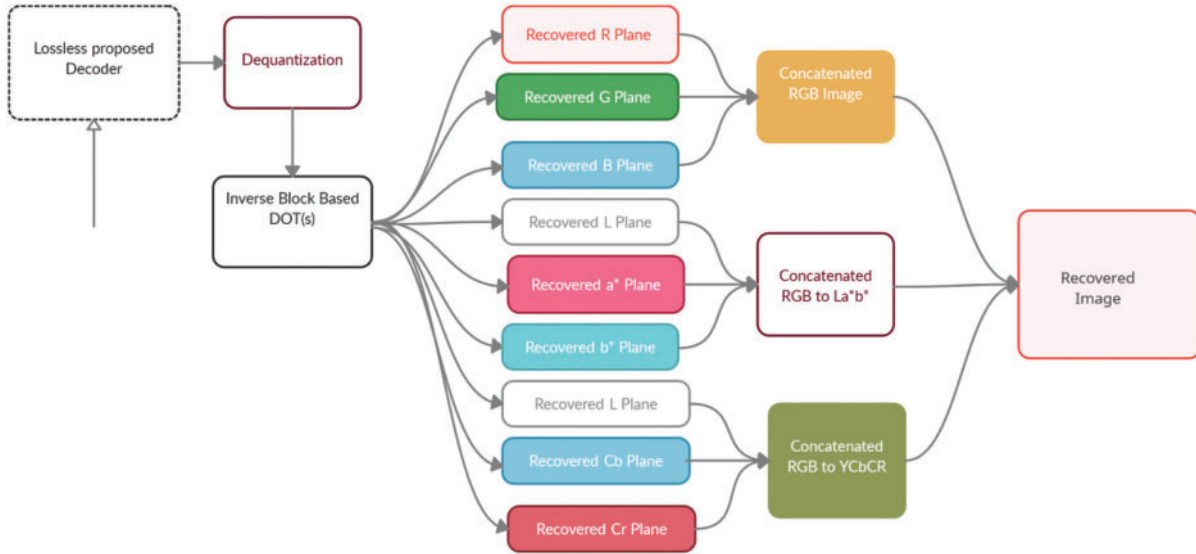 Lossless proposed
Decoder
Dequantization
Inverse Block Based
DOT(s)
Recovered R Plane
Recovered G Plane
Recovered B Plane
Recovered L Plane
Recovered a* Plane
Recovered b* Plane
Recovered L Plane
Recovered Cb Plane
Recovered Cr Plane
Concatenated
RGB Image
Concatenated
RGB to La*b*
Concatenated
RGB to YCbCR
Recovered
Image